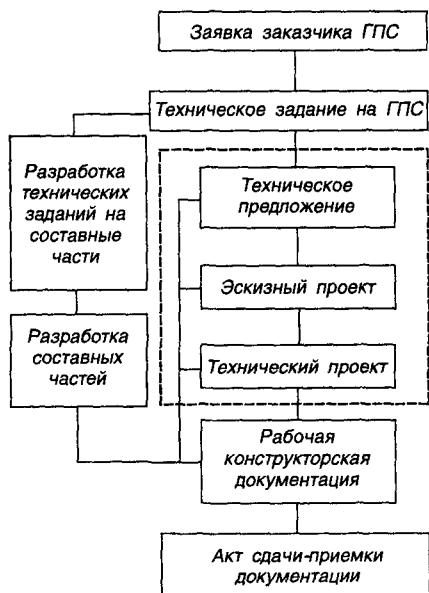 Заявка заказчика ГПС
Техническое задание на ГПС
Разработка
технических
заданий на
составные
части
Разработка
составных
частей
Техническое
предложение
Эскизный проект
Технический проект
Рабочая
конструкторская
документация
Акт сдачи-приемки
документации